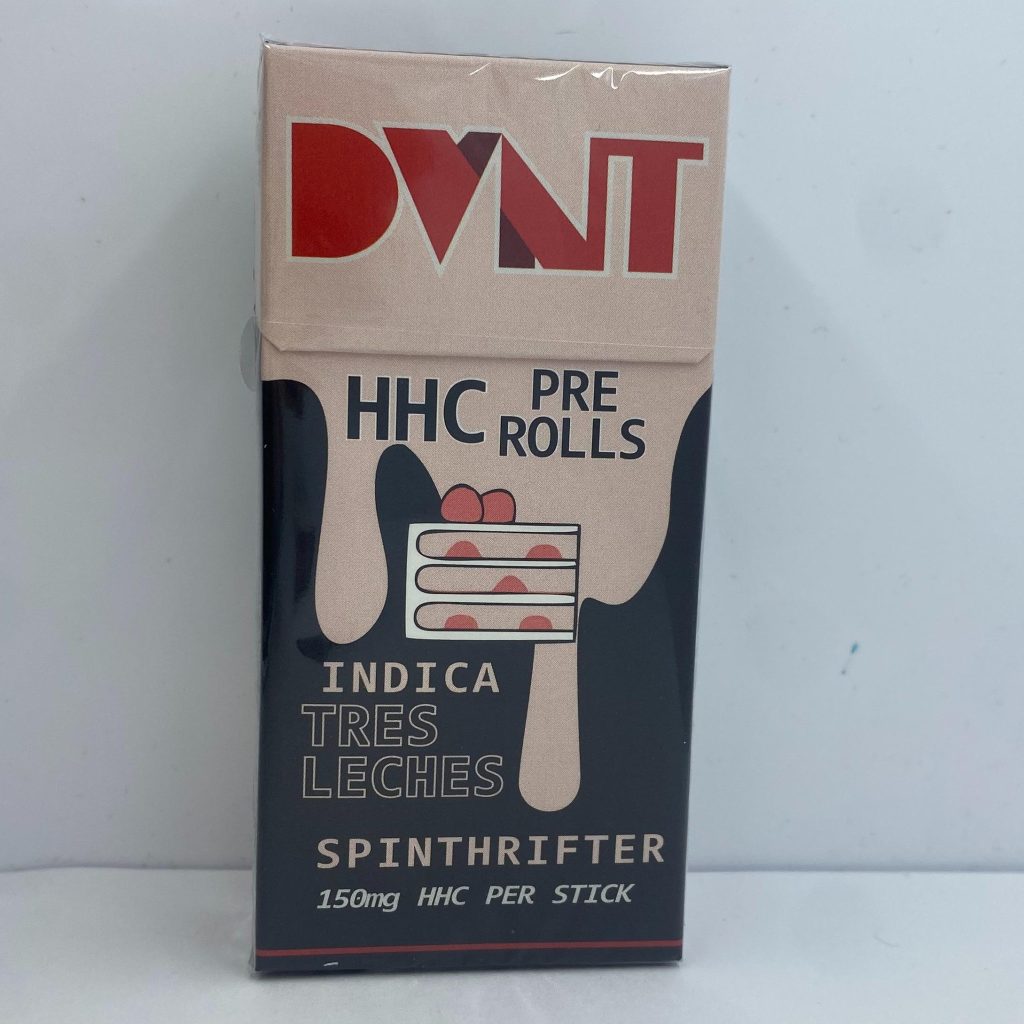 DVNT
HHC PRE ROLLS
INDICA
TRES
LECHES
SPINTHRIFTER
150mg HHC PER STICK